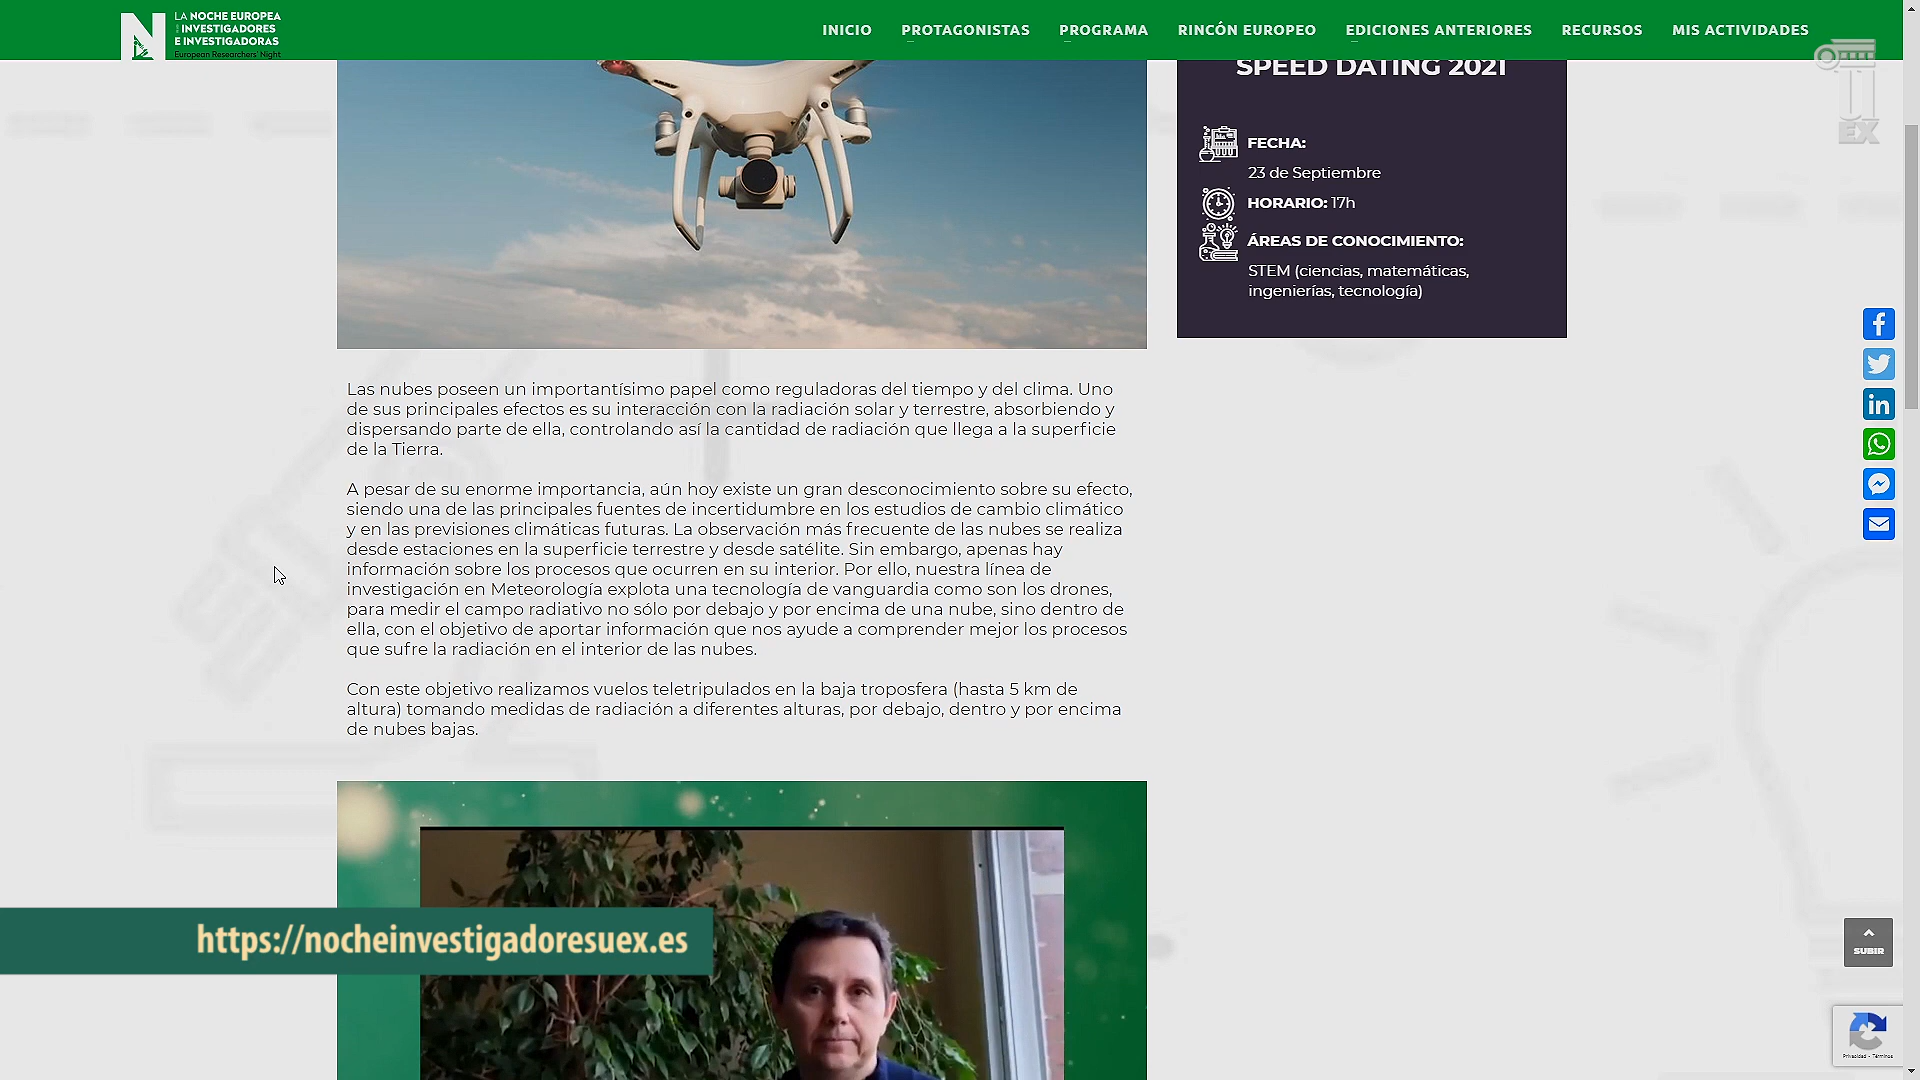 LA NOCHE EUROPEA
INVESTIGADORES
E INVESTIGADORAS
European Researchers' Night
INICIO
PROTAGONISTAS
PROGRAMA
RINCÓN EUROPEO
EDICIONES ANTERIORES
RECURSOS
MIS ACTIVIDADES
UEX
SPEED DATING 2021
FECHA:
23 de Septiembre
HORARIO: 17h
ÁREAS DE CONOCIMIENTO:
STEM (ciencias, matemáticas,
ingenierías, tecnología)
Las nubes poseen un importantísimo papel como reguladoras del tiempo y del clima. Uno
de sus principales efectos es su interacción con la radiación solar y terrestre, absorbiendo y
dispersando parte de ella, controlando así la cantidad de radiación que llega a la superficie
de la Tierra.
A pesar de su enorme importancia, aún hoy existe un gran desconocimiento sobre su efecto,
siendo una de las principales fuentes de incertidumbre en los estudios de cambio climático
y en las previsiones climáticas futuras. La observación más frecuente de las nubes se realiza
desde estaciones en la superficie terrestre y desde satélite. Sin embargo, apenas hay
información sobre los procesos que ocurren en su interior. Por ello, nuestra línea de
investigación en Meteorología explota una tecnología de vanguardia como son los drones,
para medir el campo radiativo no sólo por debajo y por encima de una nube, sino dentro de
ella, con el objetivo de aportar información que nos ayude a comprender mejor los procesos
que sufre la radiación en el interior de las nubes.
Con este objetivo realizamos vuelos teletripulados en la baja troposfera (hasta 5 km de
altura) tomando medidas de radiación a diferentes alturas, por debajo, dentro y por encima
de nubes bajas.
https://nocheinvestigadoresuex.es
SUBIR
Privacidad - Términos